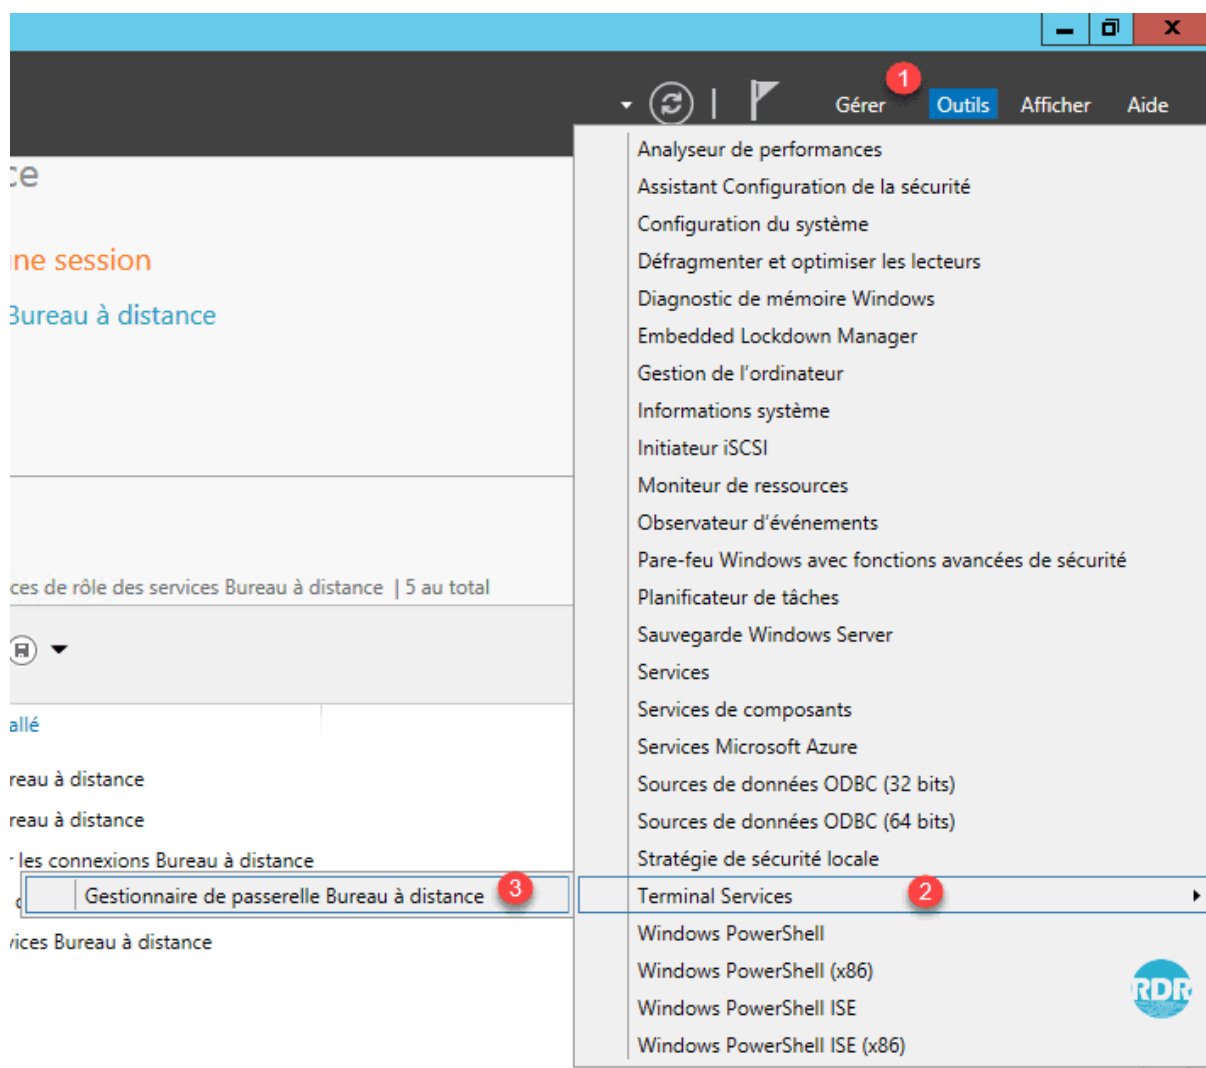 1
Gérer Outils Afficher Aide
Analyseur de performances
Assistant Configuration de la sécurité
Configuration du système
Défragmenter et optimiser les lecteurs
Diagnostic de mémoire Windows
Embedded Lockdown Manager
Gestion de l'ordinateur
Informations système
Initiateur iSCSI
Moniteur de ressources
Observateur d'événements
Pare-feu Windows avec fonctions avancées de sécurité
Planificateur de tâches
Sauvegarde Windows Server
Services
Services de composants
Services Microsoft Azure
Sources de données ODBC (32 bits)
Sources de données ODBC (64 bits)
Stratégie de sécurité locale
Terminal Services 2
Windows PowerShell
Windows PowerShell (x86)
Windows PowerShell ISE
Windows PowerShell ISE (x86)
Gestionnaire de passerelle Bureau à distance 3
ce
une session
Bureau à distance
ces de rôle des services Bureau à distance | 5 au total
allé
reau à distance
reau à distance
r les connexions Bureau à distance
vices Bureau à distance
RDR